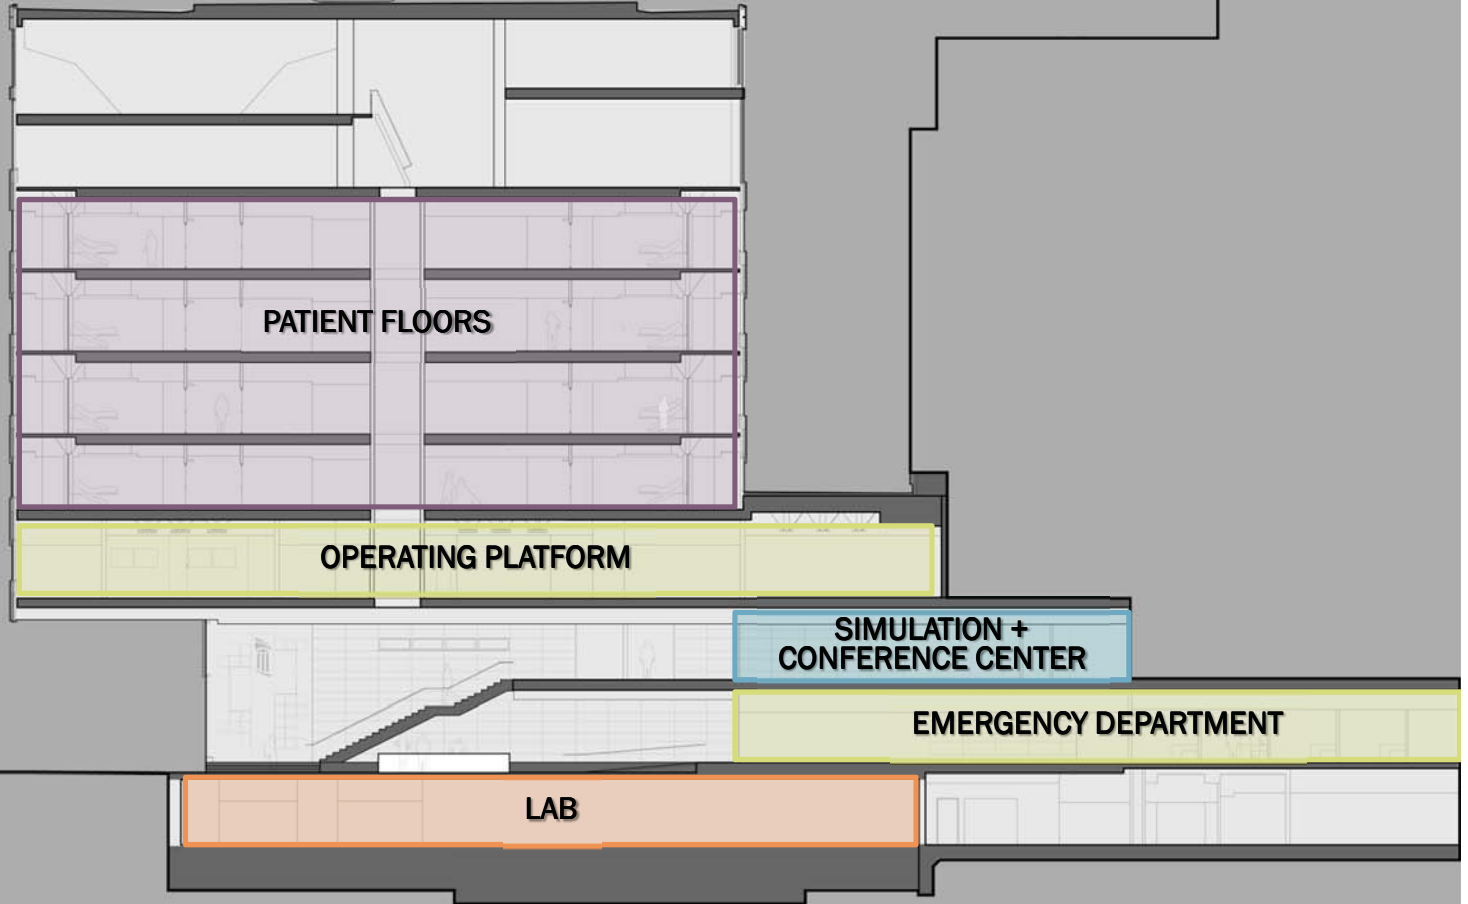 PATIENT FLOORS
OPERATING PLATFORM
SIMULATION +
CONFERENCE CENTER
EMERGENCY DEPARTMENT
LAB